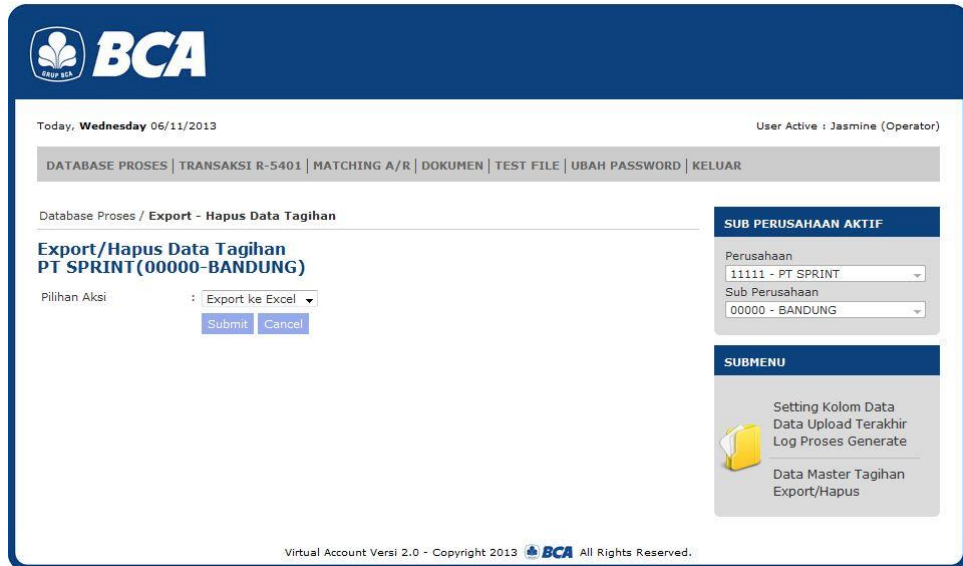 GRUP BCA
BCA
Today, Wednesday 06/11/2013
User Active : Jasmine (Operator)
DATABASE PROSES | TRANSAKSI R-5401 | MATCHING A/R | DOKUMEN | TEST FILE | UBAH PASSWORD | KELUAR
Database Proses / Export - Hapus Data Tagihan
Export/Hapus Data Tagihan
PT SPRINT(00000-BANDUNG)
Pilihan Aksi : Export ke Excel
Submit Cancel
SUB PERUSAHAAN AKTIF
Perusahaan
11111 - PT SPRINT
Sub Perusahaan
00000 - BANDUNG
SUBMENU
Setting Kolom Data
Data Upload Terakhir
Log Proses Generate
Data Master Tagihan
Export/Hapus
Virtual Account Versi 2.0 - Copyright 2013 BCA All Rights Reserved.